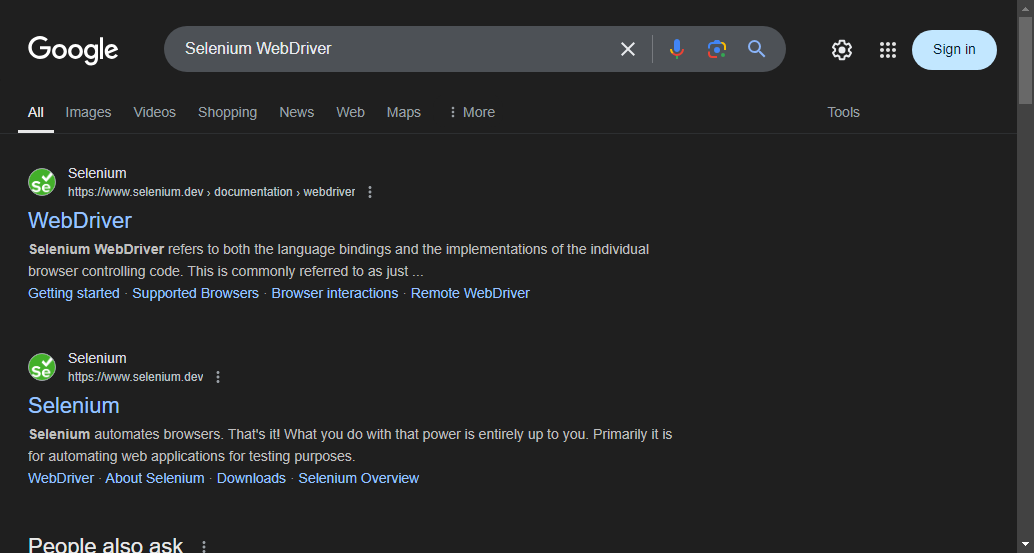 Google
Selenium WebDriver
Sign in
All Images Videos Shopping News Web Maps More Tools
Se
Selenium
https://www.selenium.dev › documentation › webdriver
WebDriver
Selenium WebDriver refers to both the language bindings and the implementations of the individual
browser controlling code. This is commonly referred to as just ...
Getting started · Supported Browsers · Browser interactions · Remote WebDriver
Se
Selenium
https://www.selenium.dev
Selenium
Selenium automates browsers. That's it! What you do with that power is entirely up to you. Primarily it is
for automating web applications for testing purposes.
WebDriver · About Selenium · Downloads · Selenium Overview
People also ask